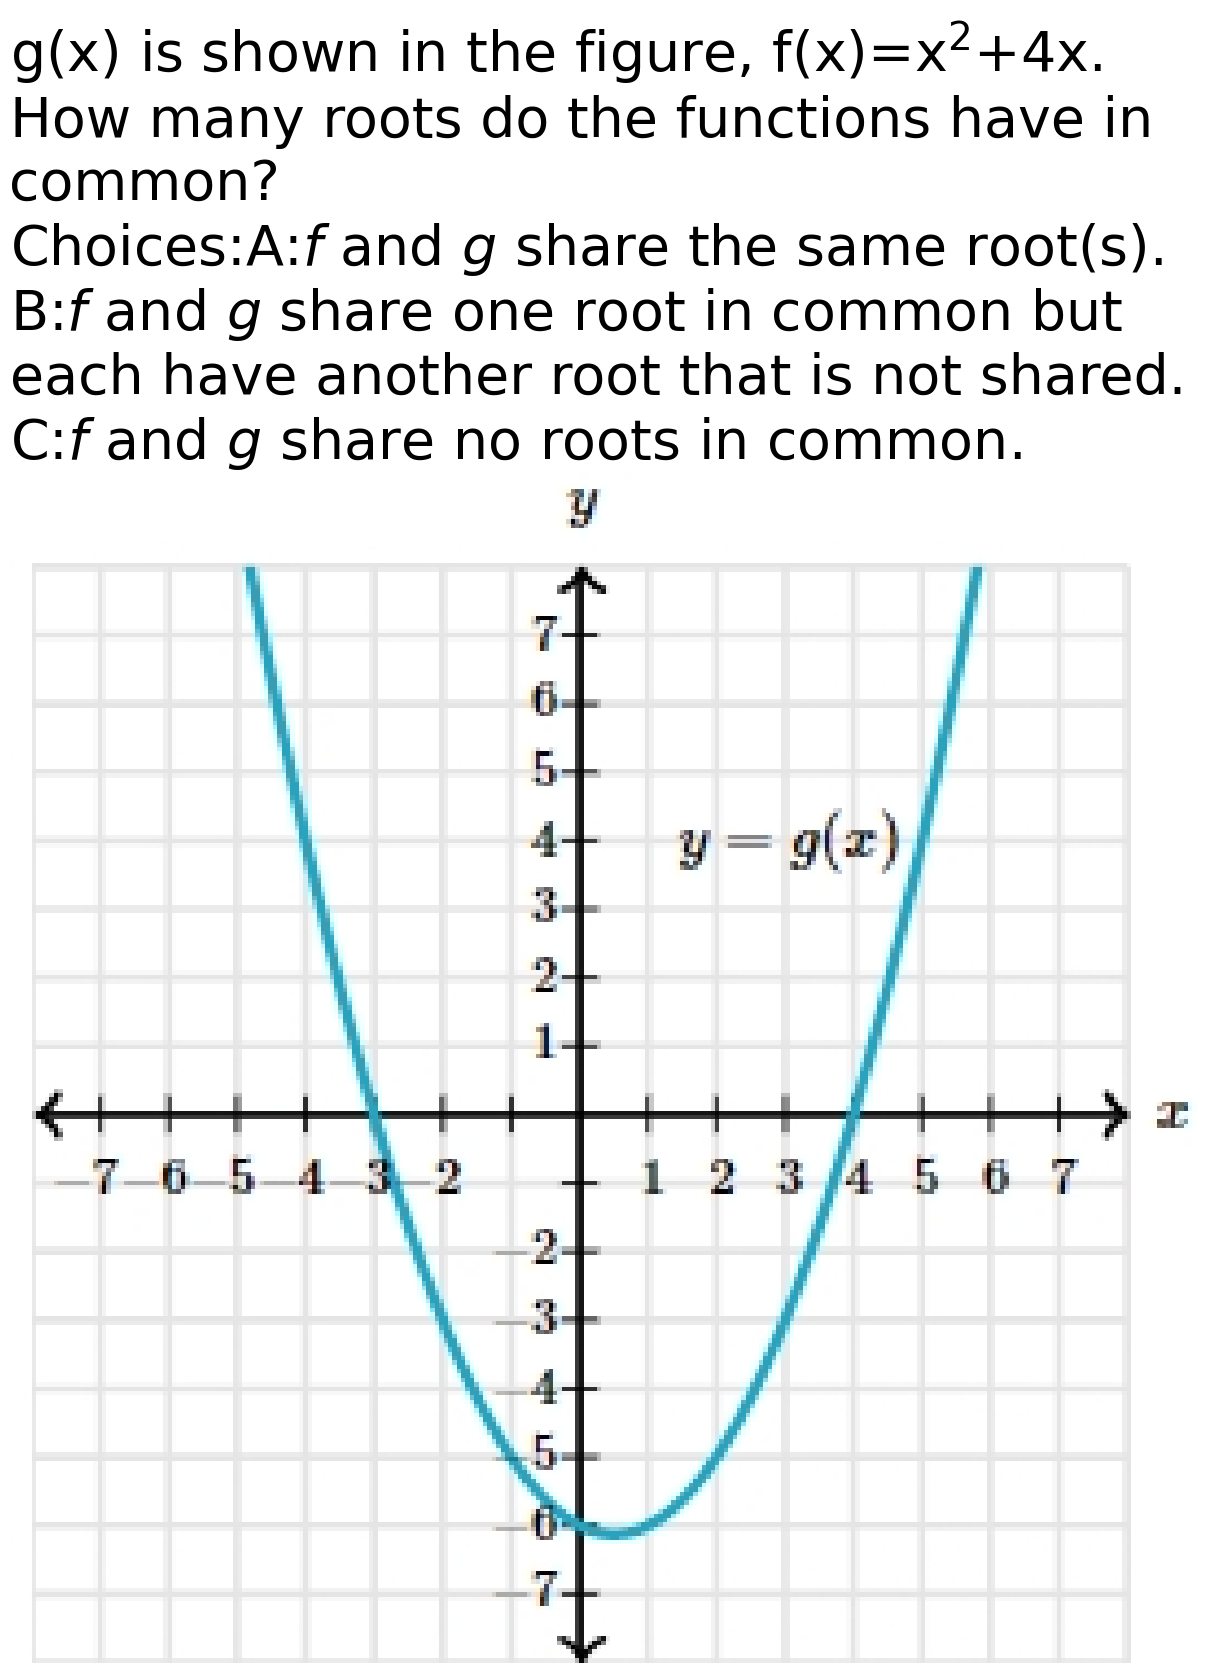 g(x) is shown in the figure, f(x)=x²+4x.
How many roots do the functions have in
common?
Choices:A:f and g share the same root(s).
B:f and g share one root in common but
each have another root that is not shared.
C:f and g share no roots in common.
y
7
6
5
4
y = g(x)
3
2
1
x
-7 -6 -5 -4 -3 -2 1 2 3 4 5 6 7
-2
-3
-4
-5
-6
-7